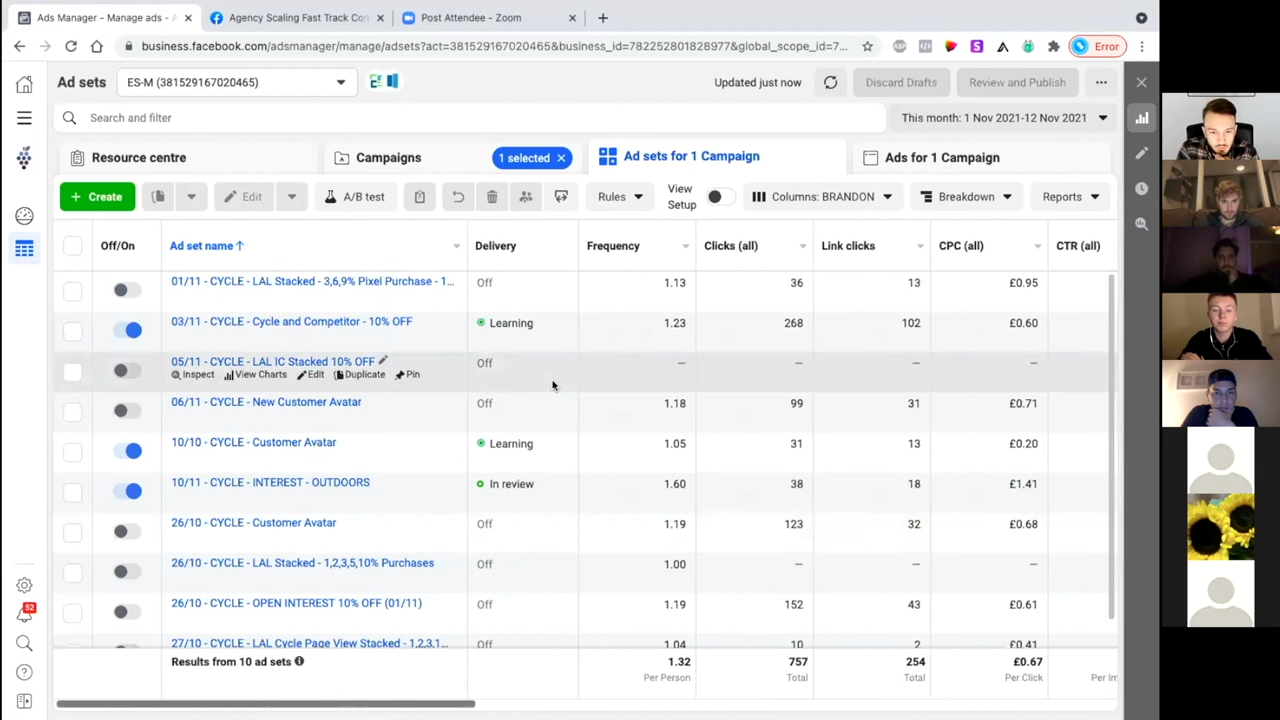 Ads Manager - Manage ads - A
Agency Scaling Fast Track Con
Post Attendee - Zoom
business.facebook.com/adsmanager/manage/adsets?act=381529167020465&business_id=782252801828977&global_scope_id=7...
Error
Ad sets
ES-M (381529167020465)
Updated just now
Discard Drafts
Review and Publish
Search and filter
This month: 1 Nov 2021-12 Nov 2021
Resource centre
Campaigns
1 selected
Ad sets for 1 Campaign
Ads for 1 Campaign
+ Create
Edit
A/B test
Rules
View Setup
Columns: BRANDON
Breakdown
Reports
Off/On Ad set name ↑ Delivery Frequency Clicks (all) Link clicks CPC (all) CTR (all)
01/11 - CYCLE - LAL Stacked - 3,6,9% Pixel Purchase - 1... Off 1.13 36 13 £0.95
03/11 - CYCLE - Cycle and Competitor - 10% OFF Learning 1.23 268 102 £0.60
05/11 - CYCLE - LAL IC Stacked 10% OFF Off — — — —
Inspect View Charts Edit Duplicate Pin
06/11 - CYCLE - New Customer Avatar Off 1.18 99 31 £0.71
10/10 - CYCLE - Customer Avatar Learning 1.05 31 13 £0.20
10/11 - CYCLE - INTEREST - OUTDOORS In review 1.60 38 18 £1.41
26/10 - CYCLE - Customer Avatar Off 1.19 123 32 £0.68
26/10 - CYCLE - LAL Stacked - 1,2,3,5,10% Purchases Off 1.00 — — —
26/10 - CYCLE - OPEN INTEREST 10% OFF (01/11) Off 1.19 152 43 £0.61
27/10 - CYCLE - LAL Cycle Page View Stacked - 1,2,3,1... Off 1.04 10 2 £0.41
Results from 10 ad sets 1.32 757 254 £0.67
Per Person Total Total Per Click Per Im
52